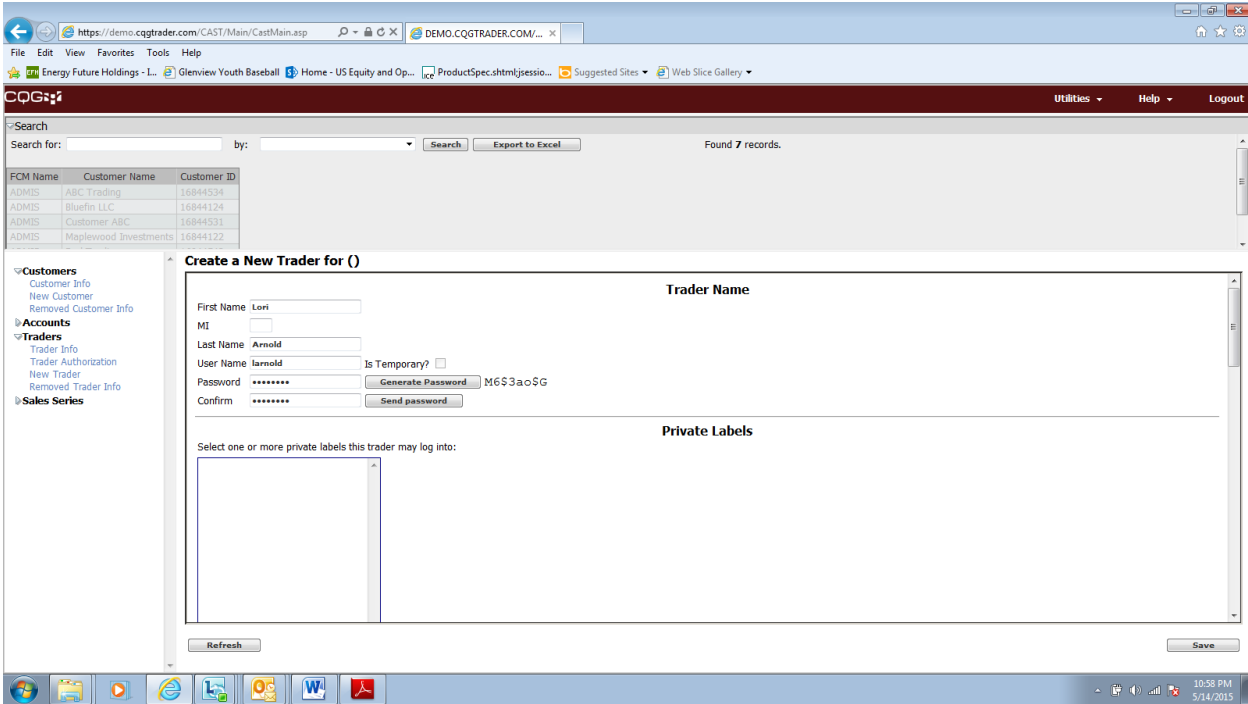 https://demo.cqgtrader.com/CAST/Main/CastMain.asp
DEMO.CQGTRADER.COM/...
File Edit View Favorites Tools Help
EFH Energy Future Holdings - I... Glenview Youth Baseball Home - US Equity and Op... ProductSpec.shtml;jsessio... Suggested Sites Web Slice Gallery
CQG
Utilities Help Logout
Search
Search for: by: Search Export to Excel Found 7 records.
FCM Name Customer Name Customer ID
ADMIS ABC Trading 16844534
ADMIS Bluefin LLC 16844124
ADMIS Customer ABC 16844531
ADMIS Maplewood Investments 16844122
Customers
Customer Info
New Customer
Removed Customer Info
Accounts
Traders
Trader Info
Trader Authorization
New Trader
Removed Trader Info
Sales Series
Create a New Trader for ()
Trader Name
First Name Lori
MI
Last Name Arnold
User Name larnold Is Temporary?
Password •••••••• Generate Password M6$3ao$G
Confirm •••••••• Send password
Private Labels
Select one or more private labels this trader may log into:
Refresh Save
10:58 PM
5/14/2015